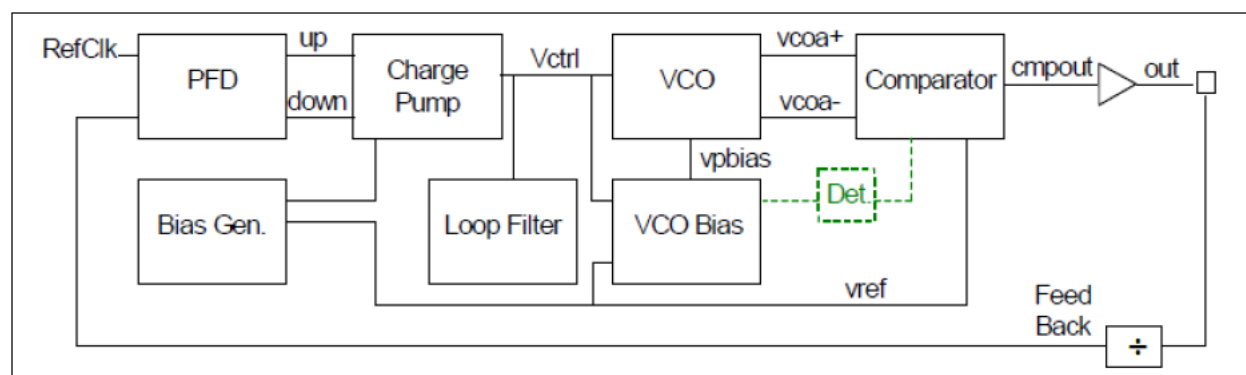 RefClk
PFD
up
down
Charge
Pump
Vctrl
VCO
vcoa+
vcoa-
Comparator
cmpout
out
vpbias
Bias Gen.
Loop Filter
VCO Bias
Det.
vref
Feed
Back
÷